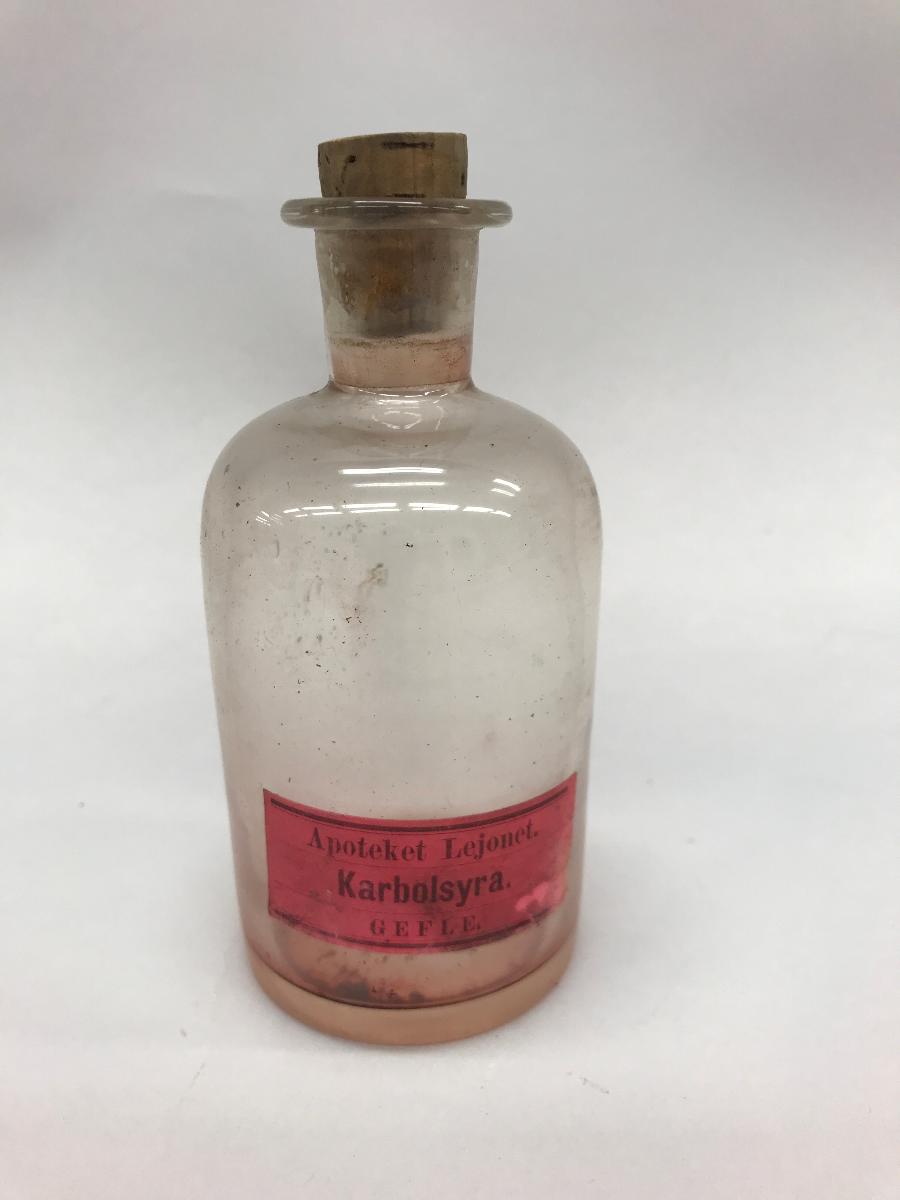 Apoteket Lejonet.
Karbolsyra.
GEFLE.